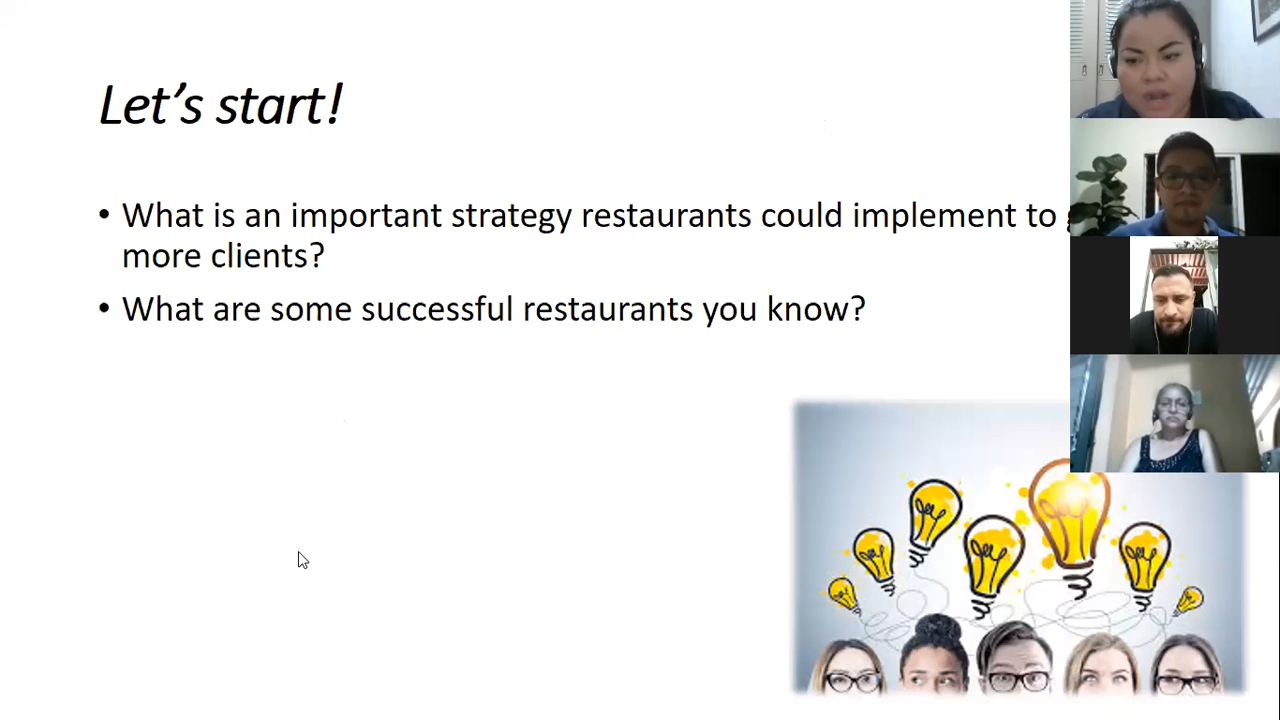 Let's start!
• What is an important strategy restaurants could implement to
more clients?
• What are some successful restaurants you know?